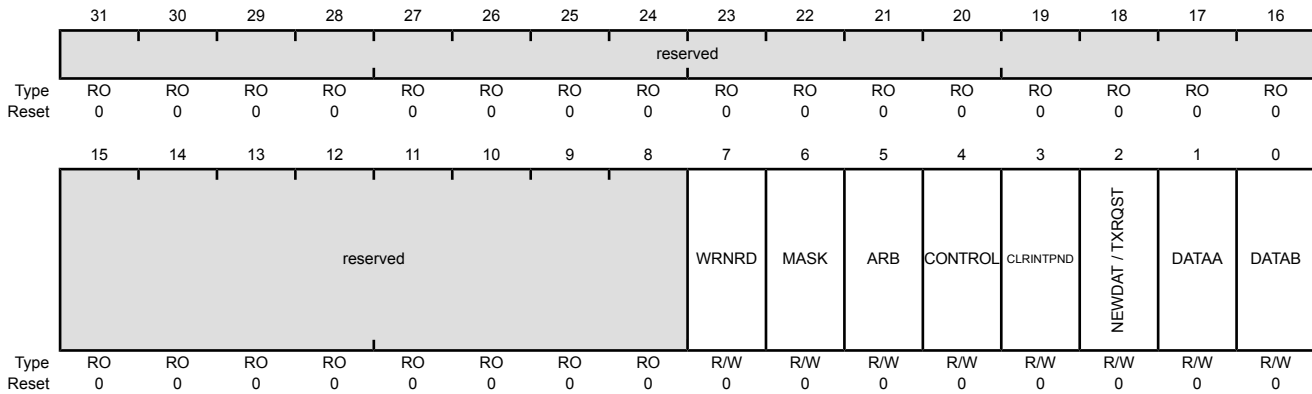 31 30 29 28 27 26 25 24 23 22 21 20 19 18 17 16
reserved
Type RO RO RO RO RO RO RO RO RO RO RO RO RO RO RO RO
Reset 0 0 0 0 0 0 0 0 0 0 0 0 0 0 0 0
15 14 13 12 11 10 9 8 7 6 5 4 3 2 1 0
reserved WRNRD MASK ARB CONTROL CLRINTPND NEWDAT / TXRQST DATAA DATAB
Type RO RO RO RO RO RO RO RO R/W R/W R/W R/W R/W R/W R/W R/W
Reset 0 0 0 0 0 0 0 0 0 0 0 0 0 0 0 0